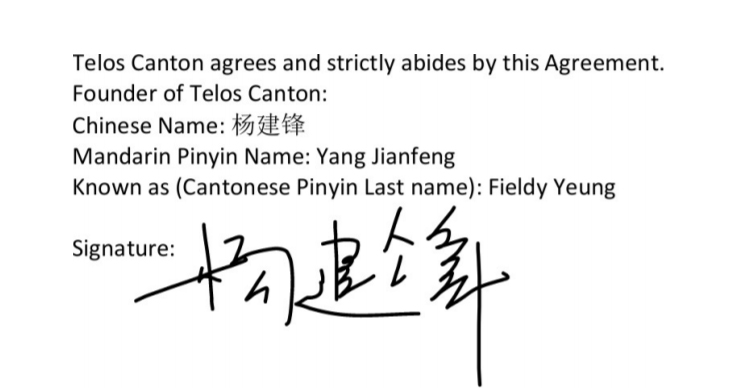 Telos Canton agrees and strictly abides by this Agreement.
Founder of Telos Canton:
Chinese Name: 杨建锋
Mandarin Pinyin Name: Yang Jianfeng
Known as (Cantonese Pinyin Last name): Fieldy Yeung
Signature: 杨建锋